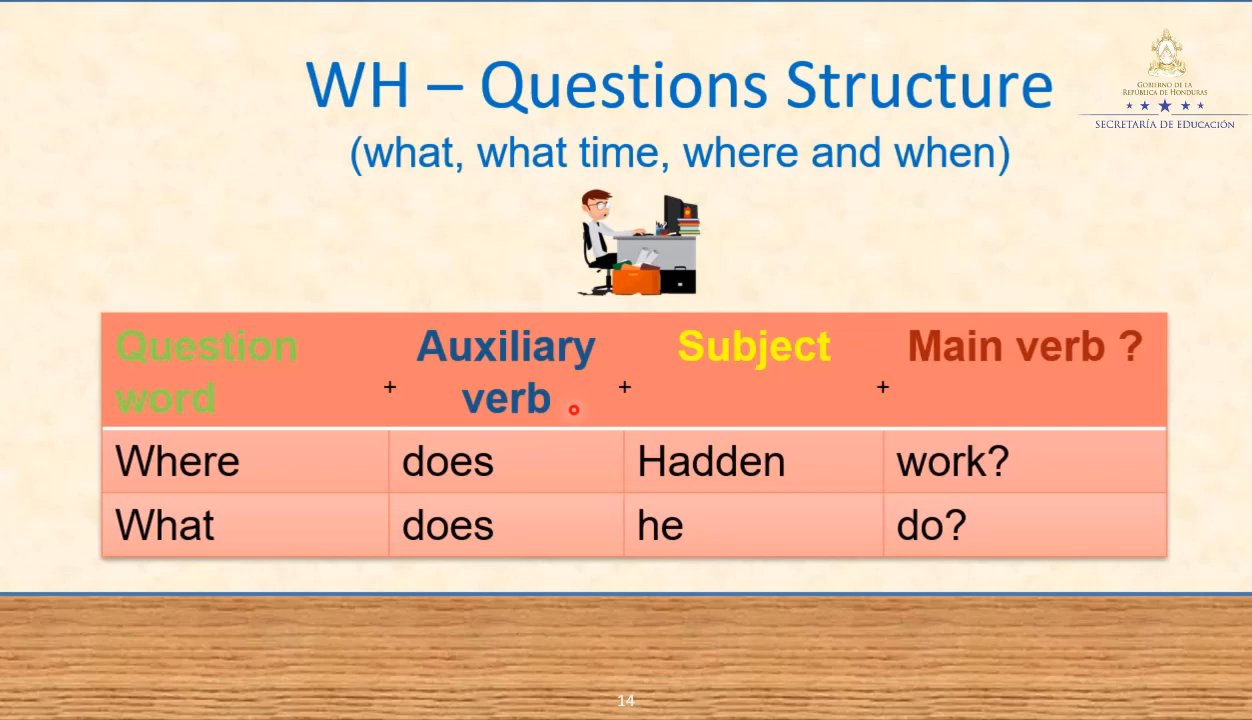 WH – Questions Structure
(what, what time, where and when)
GOBIERNO DE LA
REPÚBLICA DE HONDURAS
SECRETARÍA DE EDUCACIÓN
Question word + Auxiliary verb + Subject + Main verb ?
Where does Hadden work?
What does he do?
14